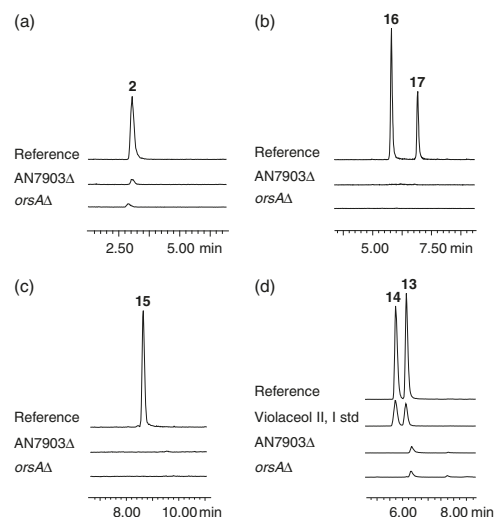 (a)
2
Reference
AN7903Δ
orsAΔ
2.50 5.00 min
(b)
16
17
Reference
AN7903Δ
orsAΔ
5.00 7.50 min
(c)
15
Reference
AN7903Δ
orsAΔ
8.00 10.00 min
(d)
14 13
Reference
Violaceol II, I std
AN7903Δ
orsAΔ
6.00 8.00 min